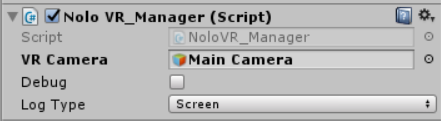 Nolo VR_Manager (Script)
Script NoloVR_Manager
VR Camera Main Camera
Debug
Log Type Screen